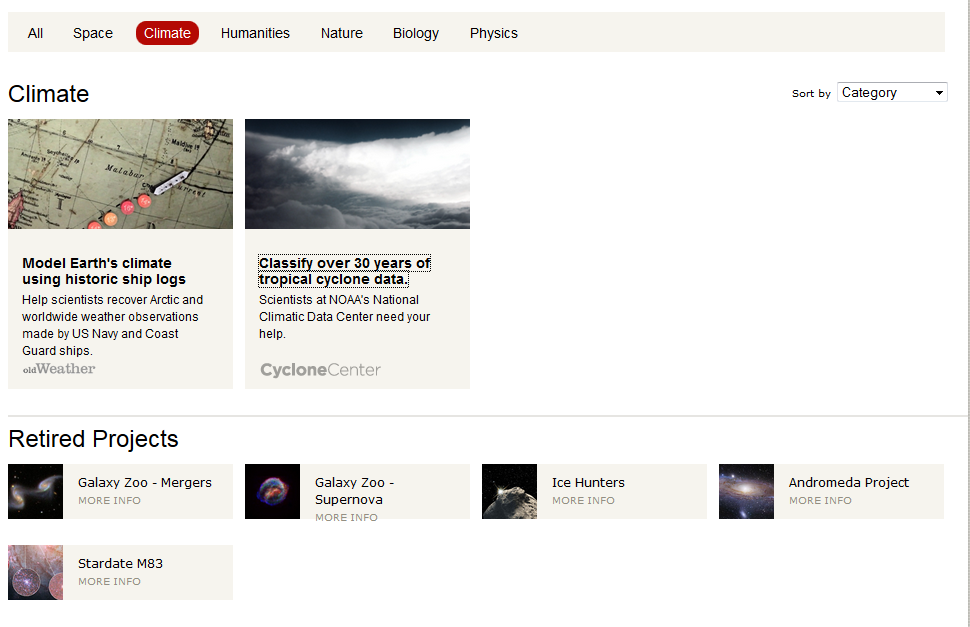 All Space Climate Humanities Nature Biology Physics
Climate
Sort by Category
Malabar
Model Earth's climate
using historic ship logs
Help scientists recover Arctic and
worldwide weather observations
made by US Navy and Coast
Guard ships.
oldWeather
Classify over 30 years of
tropical cyclone data.
Scientists at NOAA's National
Climatic Data Center need your
help.
CycloneCenter
Retired Projects
Galaxy Zoo - Mergers
MORE INFO
Galaxy Zoo -
Supernova
MORE INFO
Ice Hunters
MORE INFO
Andromeda Project
MORE INFO
Stardate M83
MORE INFO